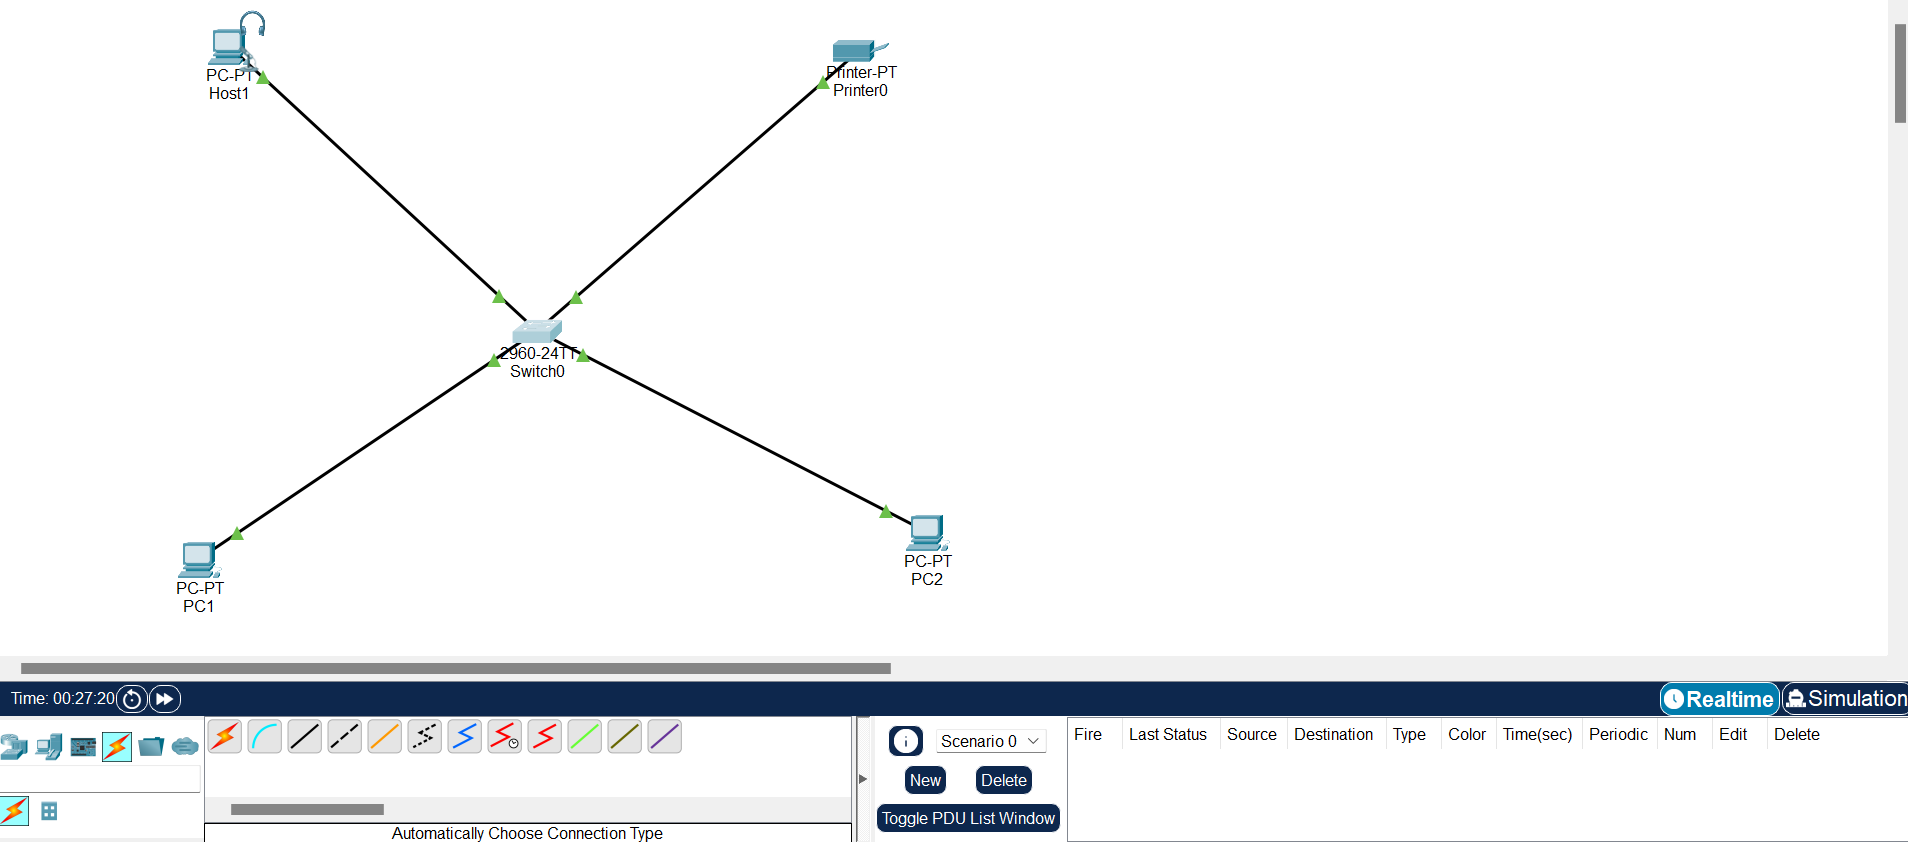 PC-PT
Host1
Printer-PT
Printer0
2960-24TT
Switch0
PC-PT
PC2
PC-PT
PC1
Time: 00:27:20
Realtime
Simulation
Scenario 0
Fire Last Status Source Destination Type Color Time(sec) Periodic Num Edit Delete
New Delete
Toggle PDU List Window
Automatically Choose Connection Type